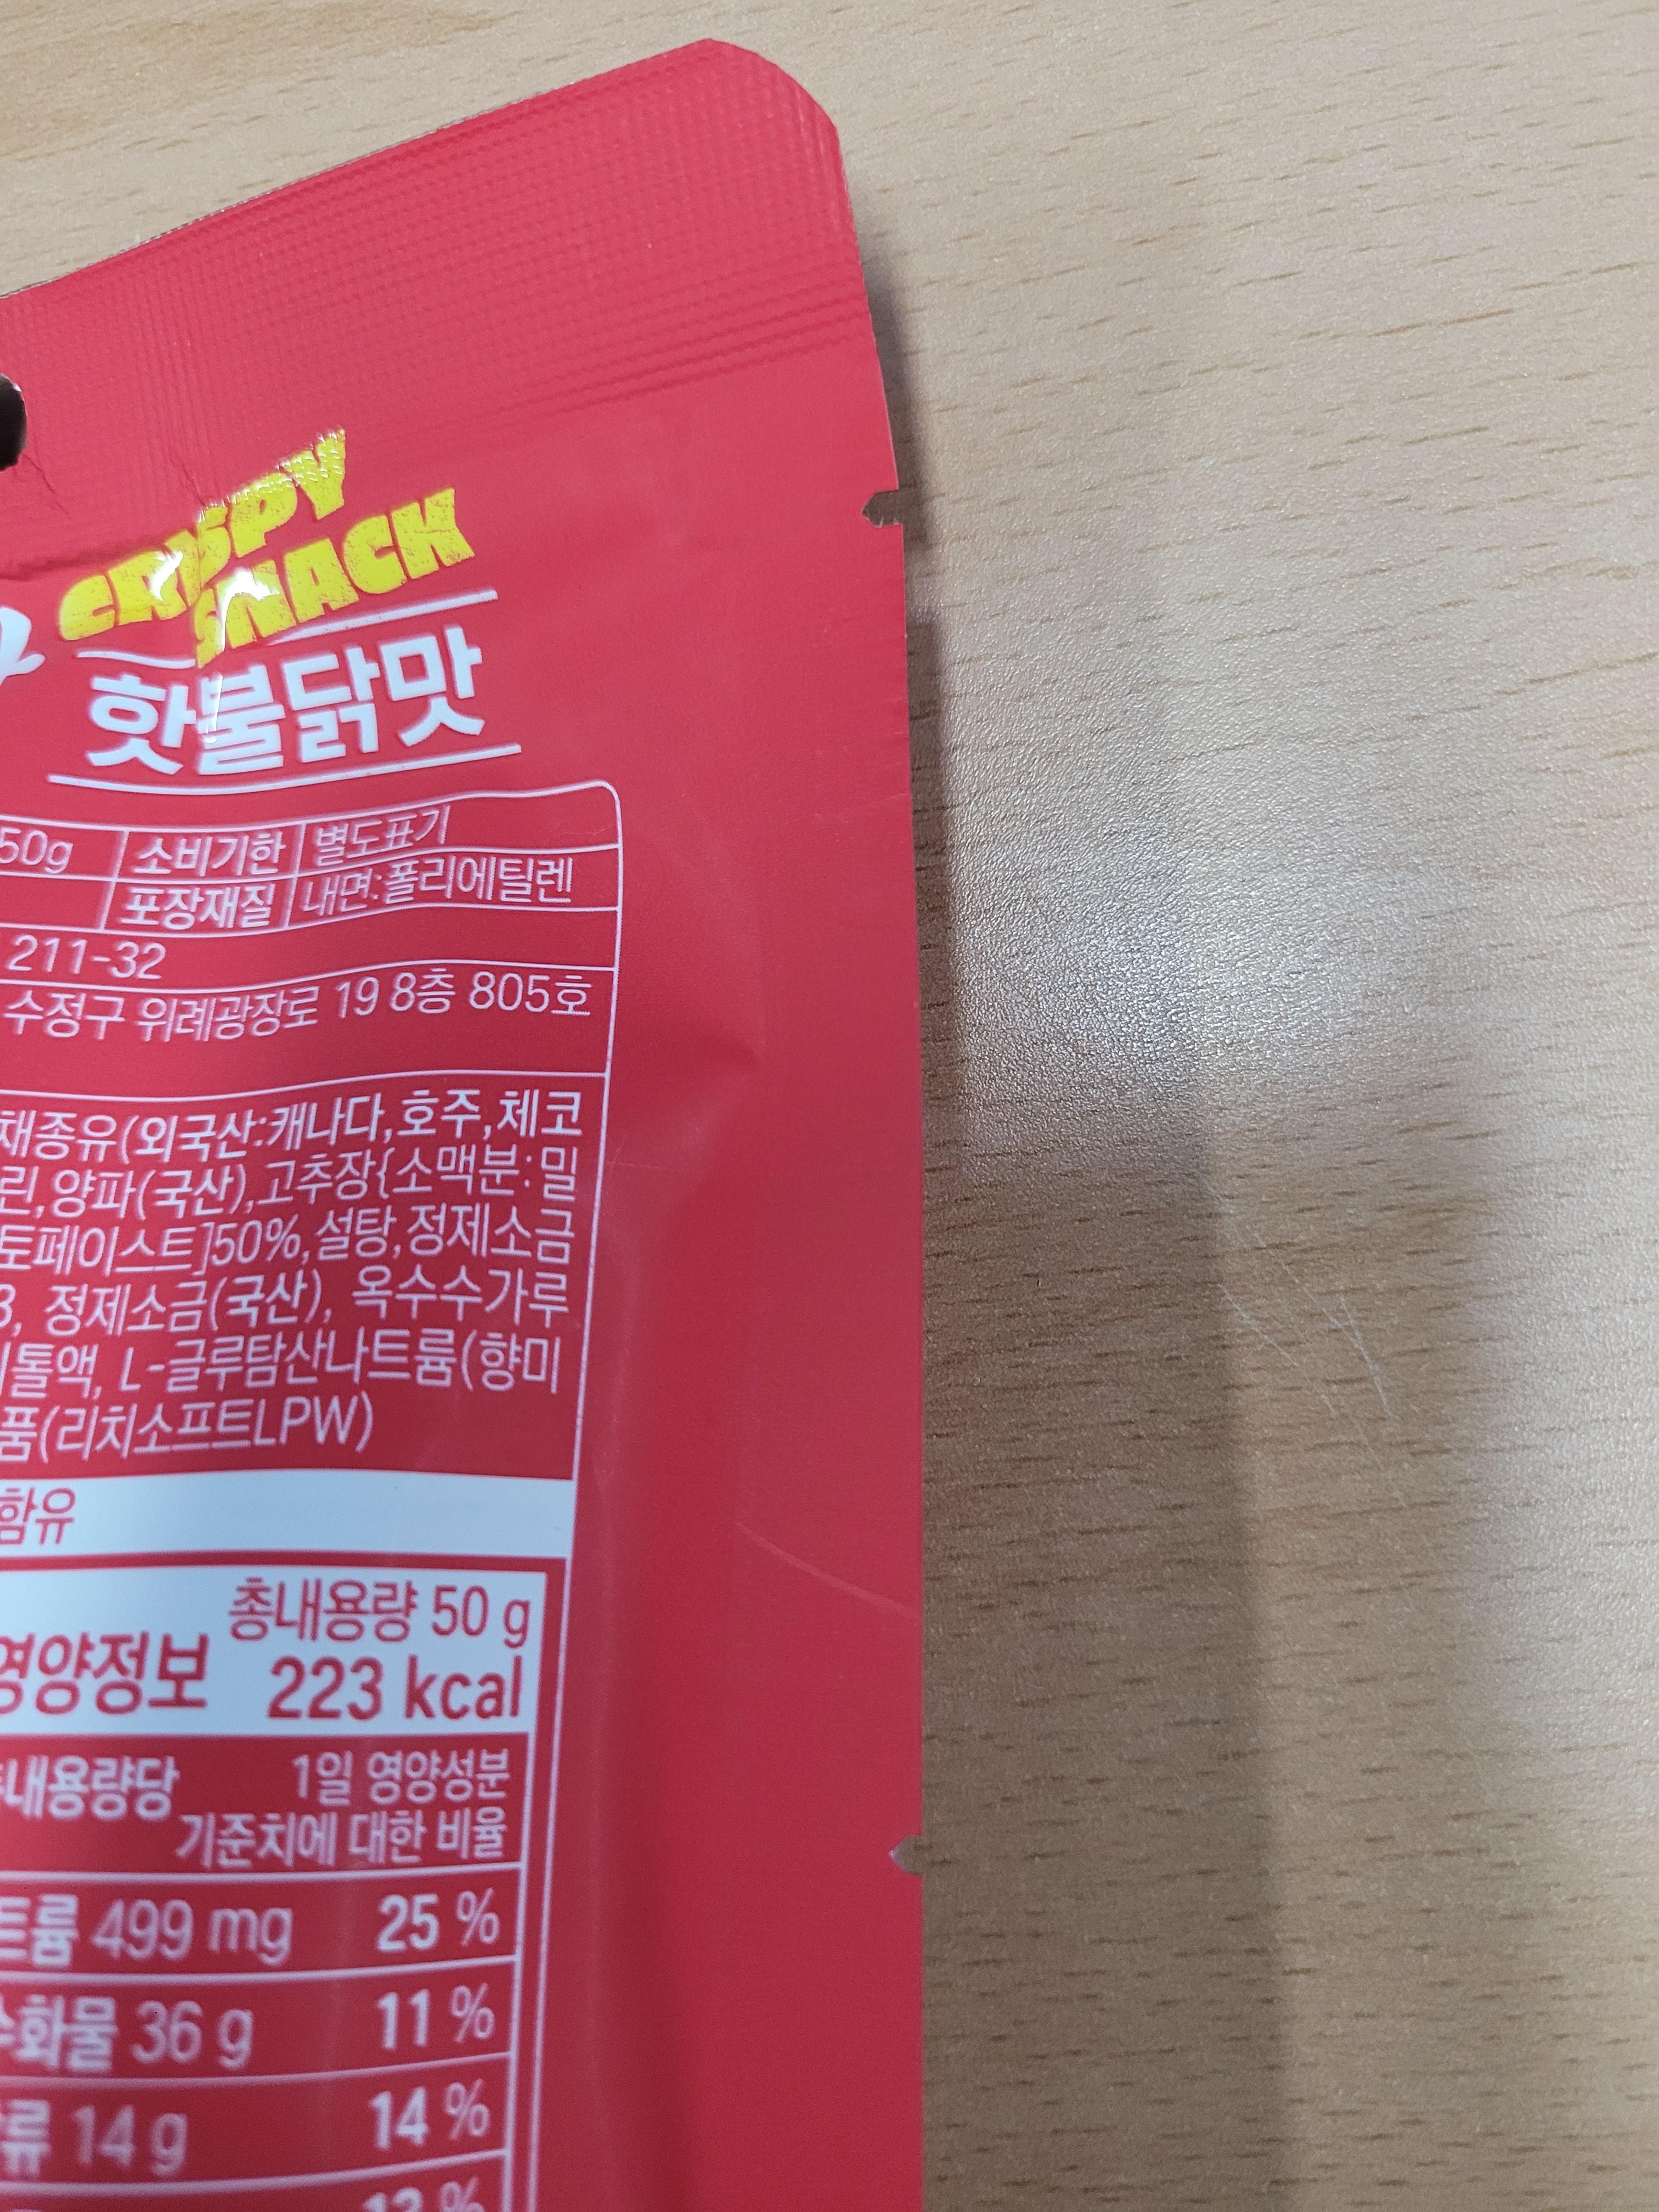 CRISPY
SNACK
핫불닭맛
50g 소비기한 별도표기
포장재질 내면:폴리에틸렌
211-32
수정구 위례광장로 19 8층 805호
채종유(외국산:캐나다,호주,체코
린,양파(국산),고추장{소맥분:밀
토페이스트]50%,설탕,정제소금
3, 정제소금(국산), 옥수수가루
톨액, L-글루탐산나트륨(향미
품(리치소프트LPW)
함유
총내용량 50 g
영양정보 223 kcal
내용량당 1일 영양성분
기준치에 대한 비율
트륨 499 mg 25 %
화물 36 g 11 %
류 14 g 14 %